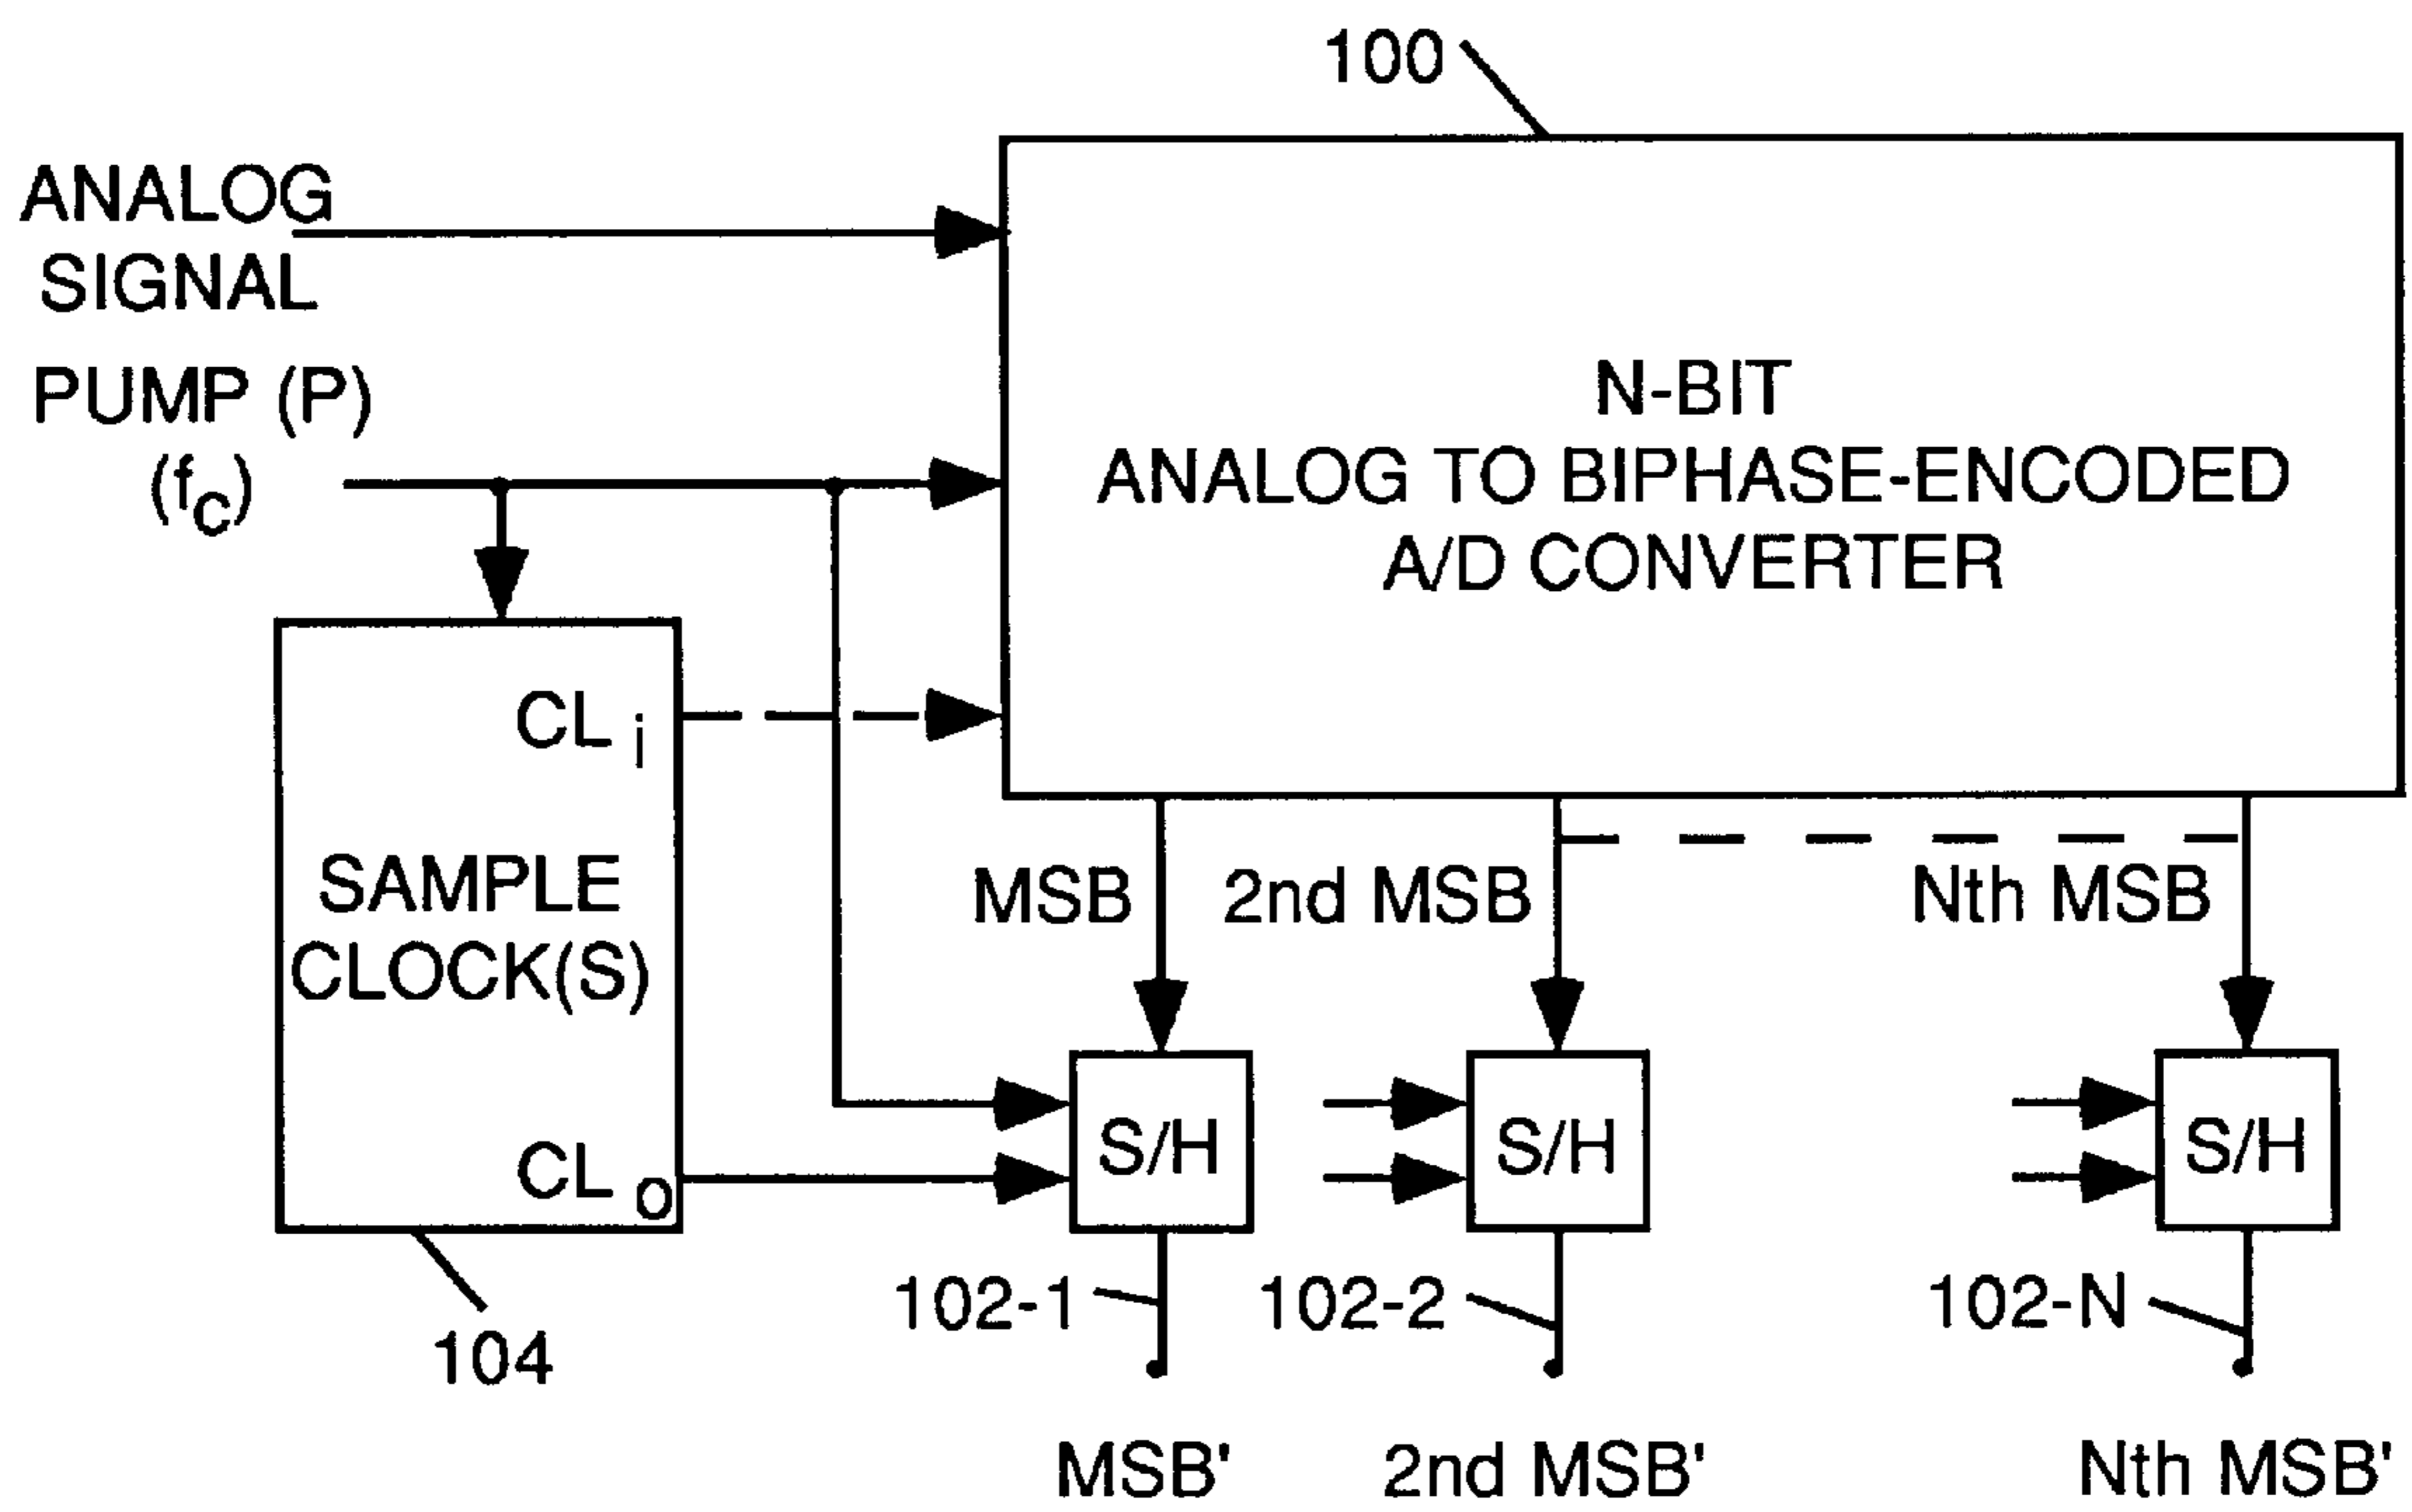 100
ANALOG
SIGNAL
PUMP (P)
(fc)
N-BIT
ANALOG TO BIPHASE-ENCODED
A/D CONVERTER
CL i
SAMPLE
CLOCK(S)
CL o
104
MSB
2nd MSB
Nth MSB
S/H
S/H
S/H
102-1
102-2
102-N
MSB'
2nd MSB'
Nth MSB'